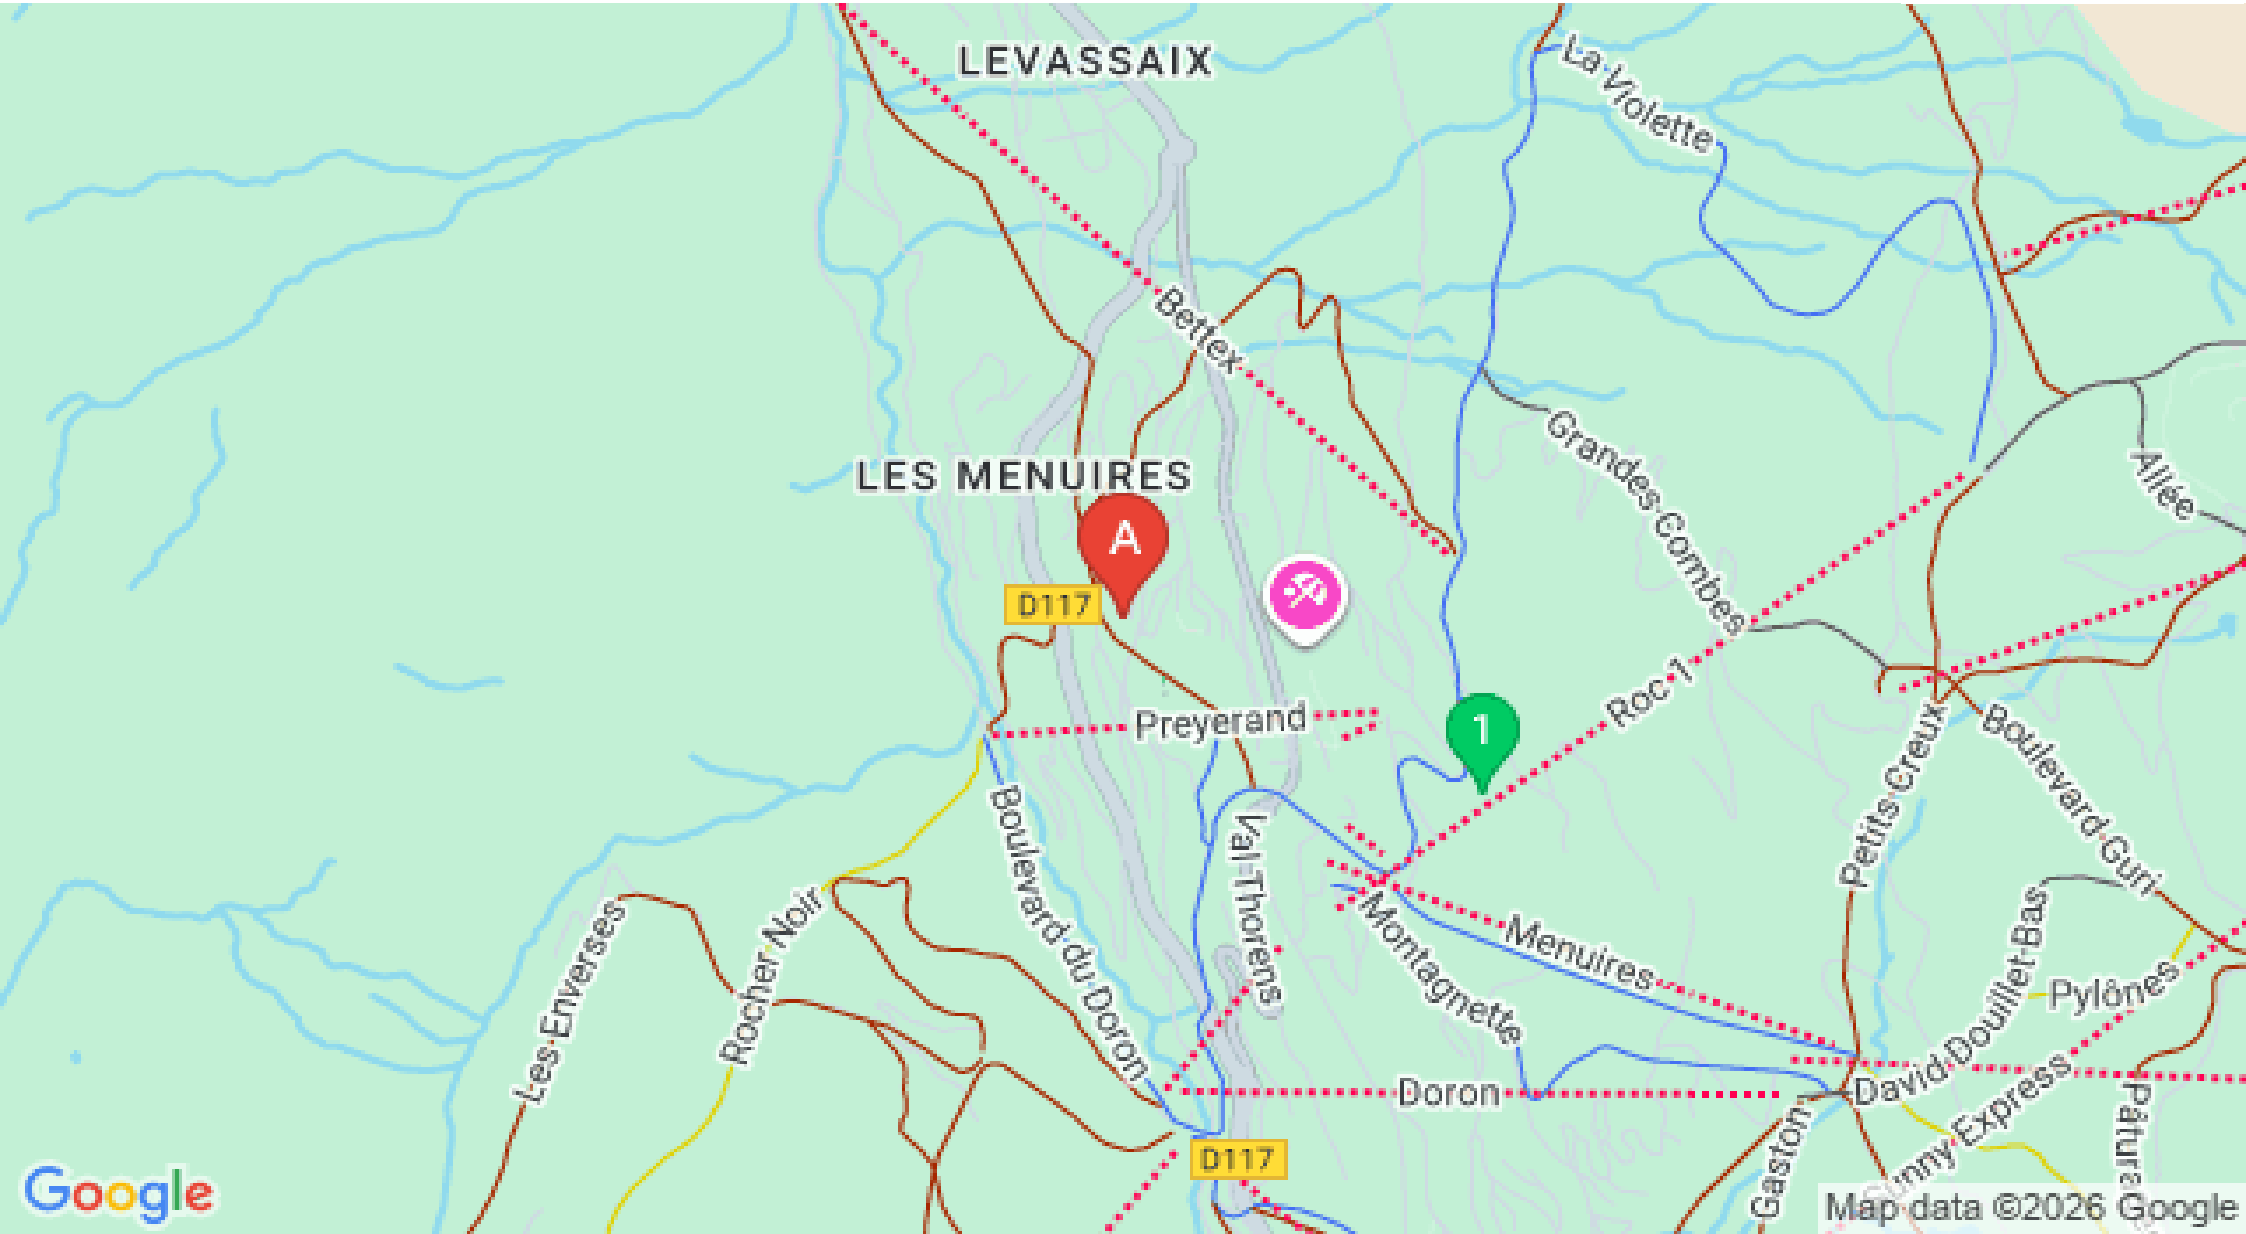 LEVASSAIX
La Violette
Bettex
Grandes Combes
LES MENUIRES
Allée
A
D117
Roc 1
Preyerand
1
Petits Creux
Boulevard Guri
Boulevard du Doron
Val Thorens
Rocher Noir
Les Enverses
Montagnette
Menuires
David Douillet Bas
Pylônes
Doron
Gaston
Express
D117
Google
Map data ©2026 Google